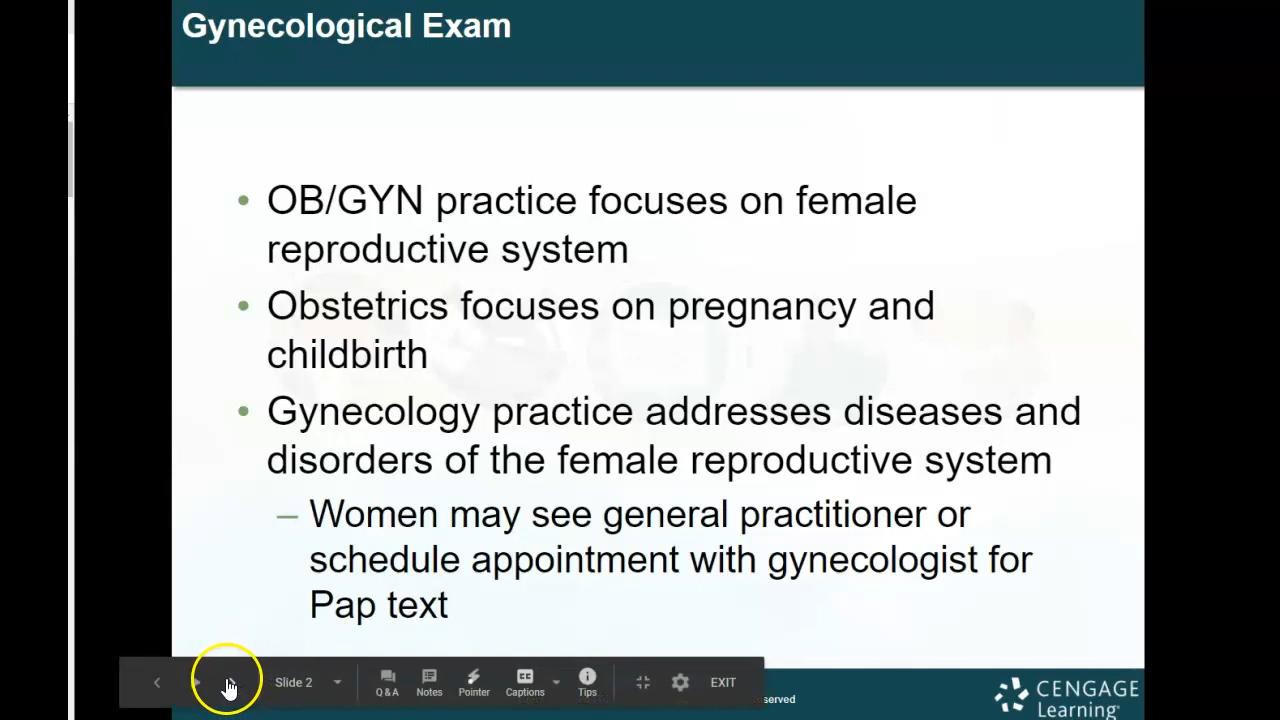 Gynecological Exam
• OB/GYN practice focuses on female
reproductive system
• Obstetrics focuses on pregnancy and
childbirth
• Gynecology practice addresses diseases and
disorders of the female reproductive system
– Women may see general practitioner or
schedule appointment with gynecologist for
Pap text
Slide 2
Q & A
Notes
Pointer
CC
Captions
Tips
EXIT
served
CENGAGE
Learning